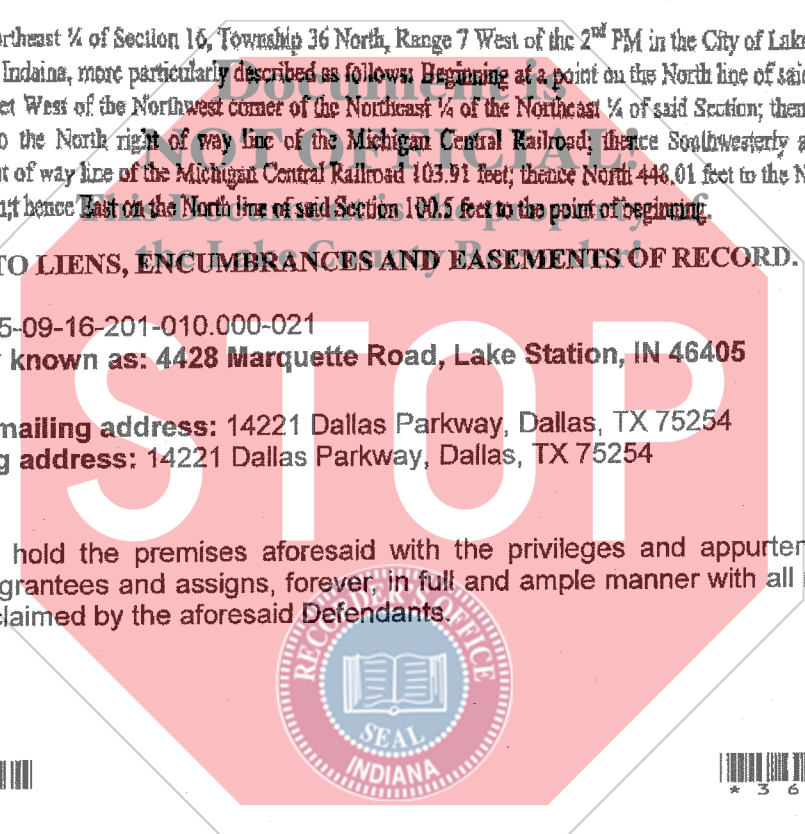 rtheast ¼ of Section 16, Township 36 North, Range 7 West of the 2nd PM in the City of Lake
Indaina, more particularly described as follows: Beginning at a point on the North line of said
et West of the Northwest corner of the Northeast ¼ of the Northeast ¼ of said Section; then
o the North right of way line of the Michigan Central Railroad; thence Southwesterly a
t of way line of the Michigan Central Railroad 103.91 feet; thence North 448.01 feet to the N
n;t hence East on the North line of said Section 100.5 feet to the point of beginning.
Document is
NOT OFFICIAL!
This Document is the property of
the Lake County Recorder!
TO LIENS, ENCUMBRANCES AND EASEMENTS OF RECORD.
5-09-16-201-010.000-021
known as: 4428 Marquette Road, Lake Station, IN 46405
STOP
mailing address: 14221 Dallas Parkway, Dallas, TX 75254
g address: 14221 Dallas Parkway, Dallas, TX 75254
hold the premises aforesaid with the privileges and appurten
grantees and assigns, forever, in full and ample manner with all
claimed by the aforesaid Defendants.
RECORDER'S OFFICE
SEAL
INDIANA
* 3 6